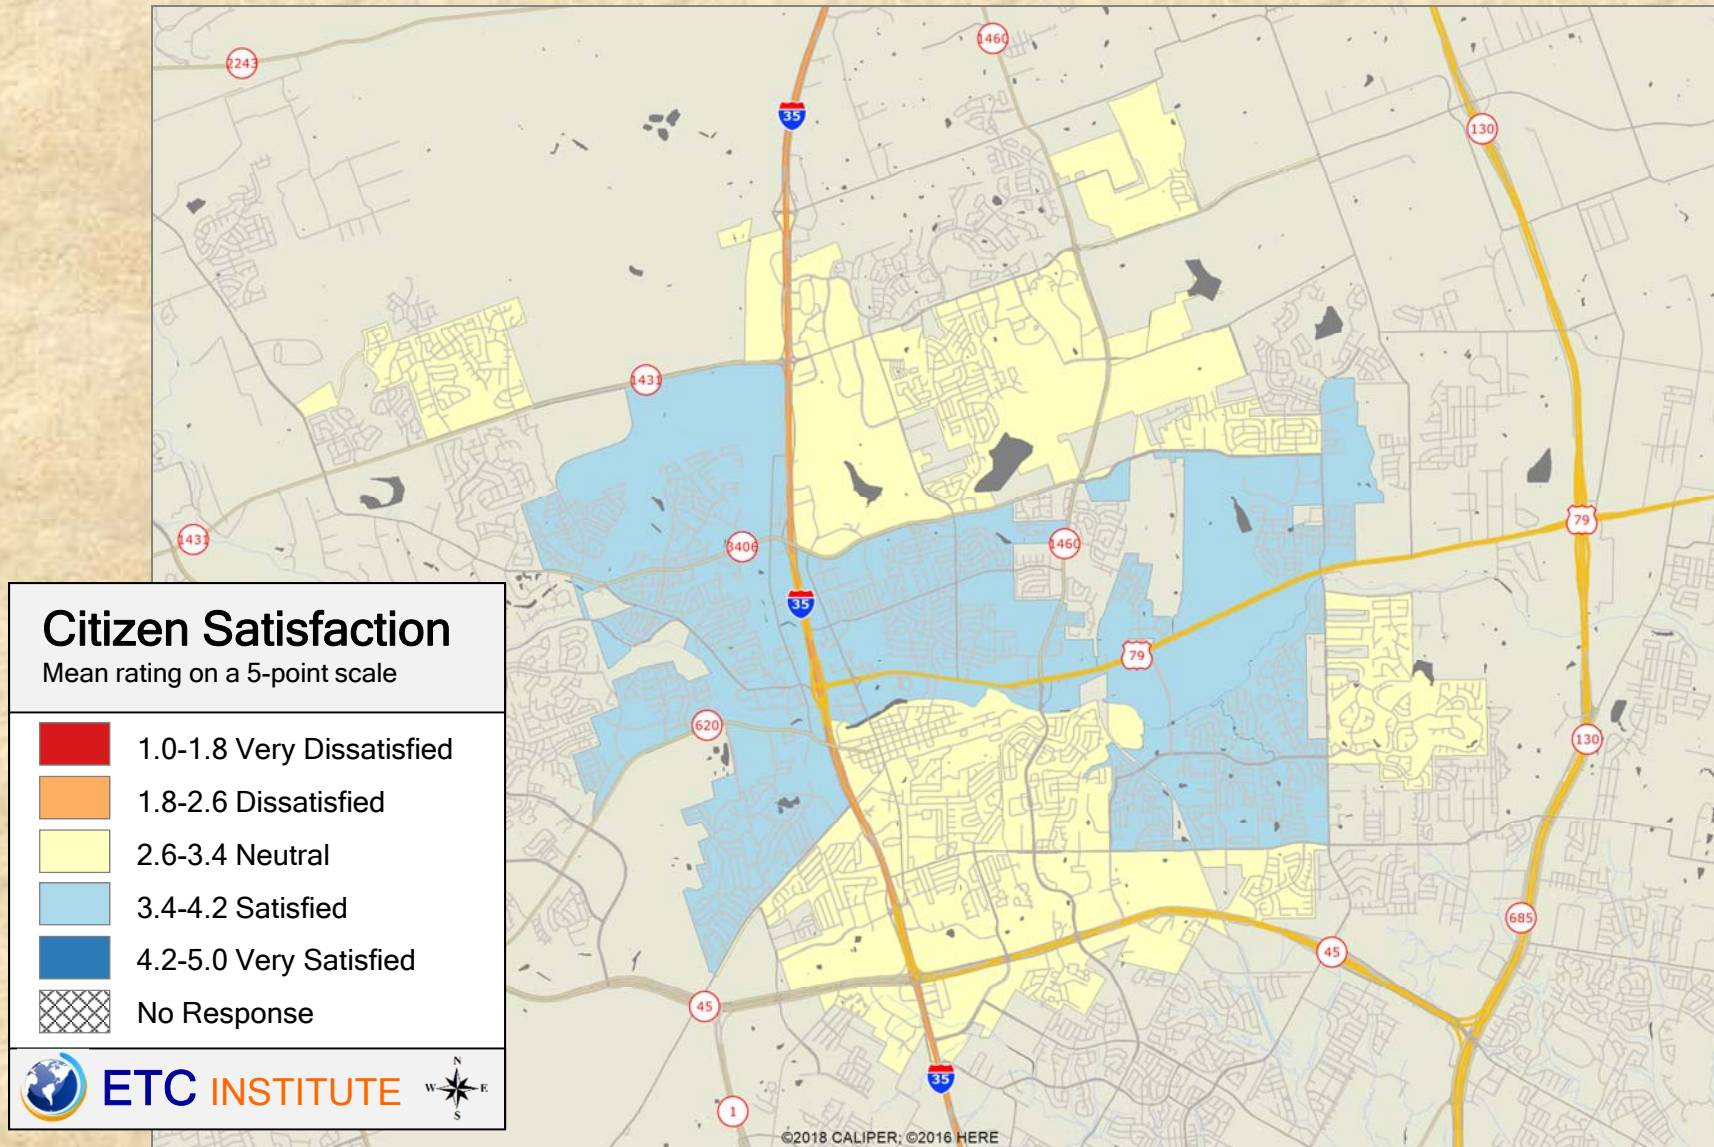 2243
1460
35
130
1431
1431
3406
1460
79
35
79
620
130
685
45
45
35
1
Citizen Satisfaction
Mean rating on a 5-point scale
1.0-1.8 Very Dissatisfied
1.8-2.6 Dissatisfied
2.6-3.4 Neutral
3.4-4.2 Satisfied
4.2-5.0 Very Satisfied
No Response
ETC INSTITUTE
N
W E
S
©2018 CALIPER; ©2016 HERE